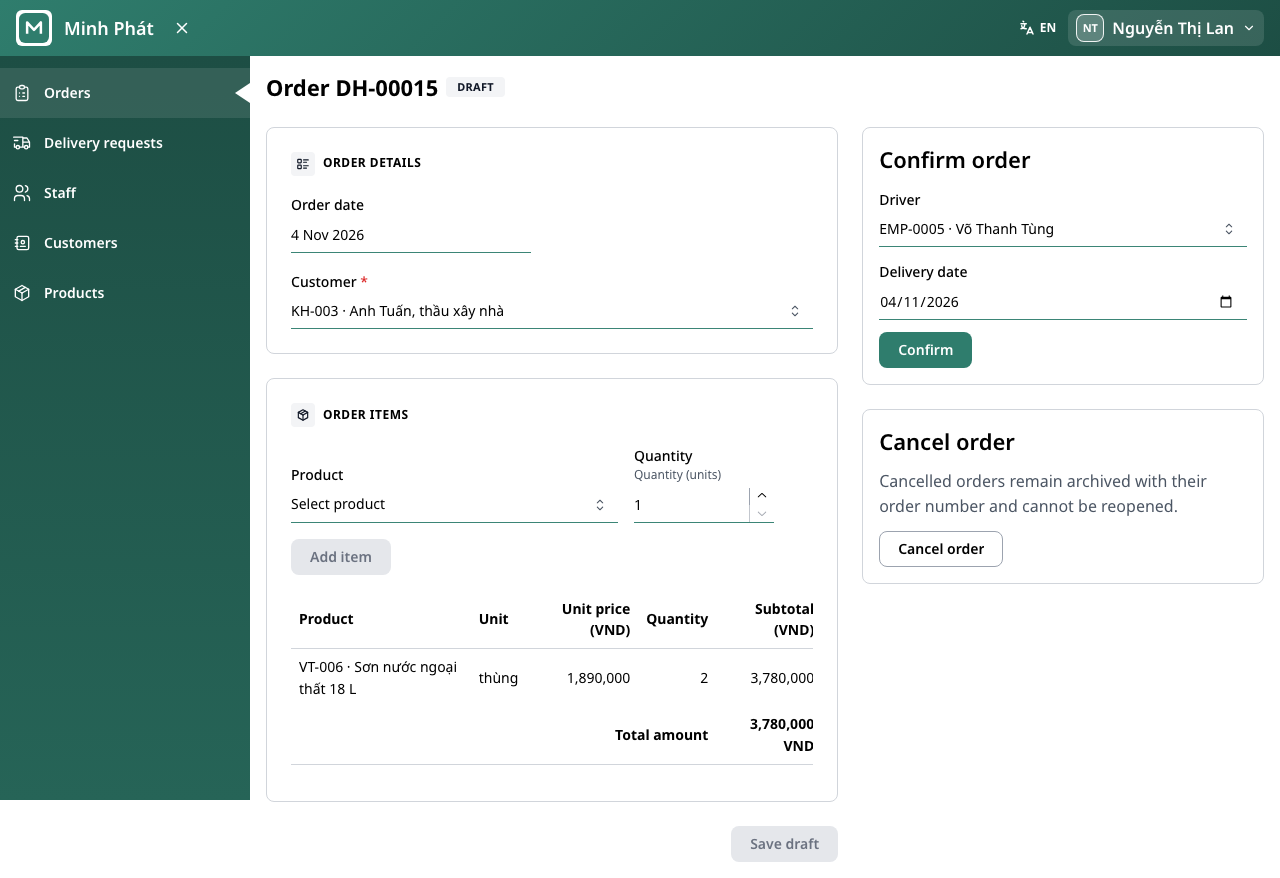 Minh Phát
EN
NT
Nguyễn Thị Lan
Orders
Delivery requests
Staff
Customers
Products
Order DH-00015
DRAFT
ORDER DETAILS
Order date
4 Nov 2026
Customer *
KH-003 · Anh Tuấn, thầu xây nhà
ORDER ITEMS
Product
Select product
Quantity
Quantity (units)
1
Add item
Product
Unit
Unit price
(VND)
Quantity
Subtotal
(VND)
VT-006 · Sơn nước ngoại
thất 18 L
thùng
1,890,000
2
3,780,000
Total amount
3,780,000
VND
Save draft
Confirm order
Driver
EMP-0005 · Võ Thanh Tùng
Delivery date
04/11/2026
Confirm
Cancel order
Cancelled orders remain archived with their
order number and cannot be reopened.
Cancel order